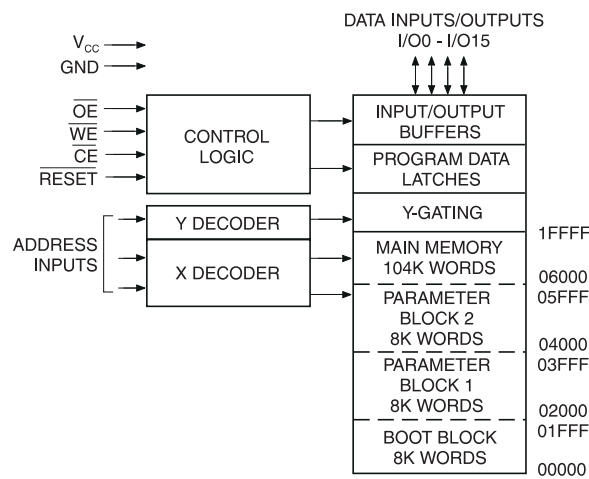 DATA INPUTS/OUTPUTS
I/O0 - I/O15
VCC
GND
OE
WE
CE
RESET
CONTROL
LOGIC
INPUT/OUTPUT
BUFFERS
PROGRAM DATA
LATCHES
ADDRESS
INPUTS
Y DECODER
X DECODER
Y-GATING
1FFFF
MAIN MEMORY
104K WORDS
06000
05FFF
PARAMETER
BLOCK 2
8K WORDS
04000
03FFF
PARAMETER
BLOCK 1
8K WORDS
02000
01FFF
BOOT BLOCK
8K WORDS
00000